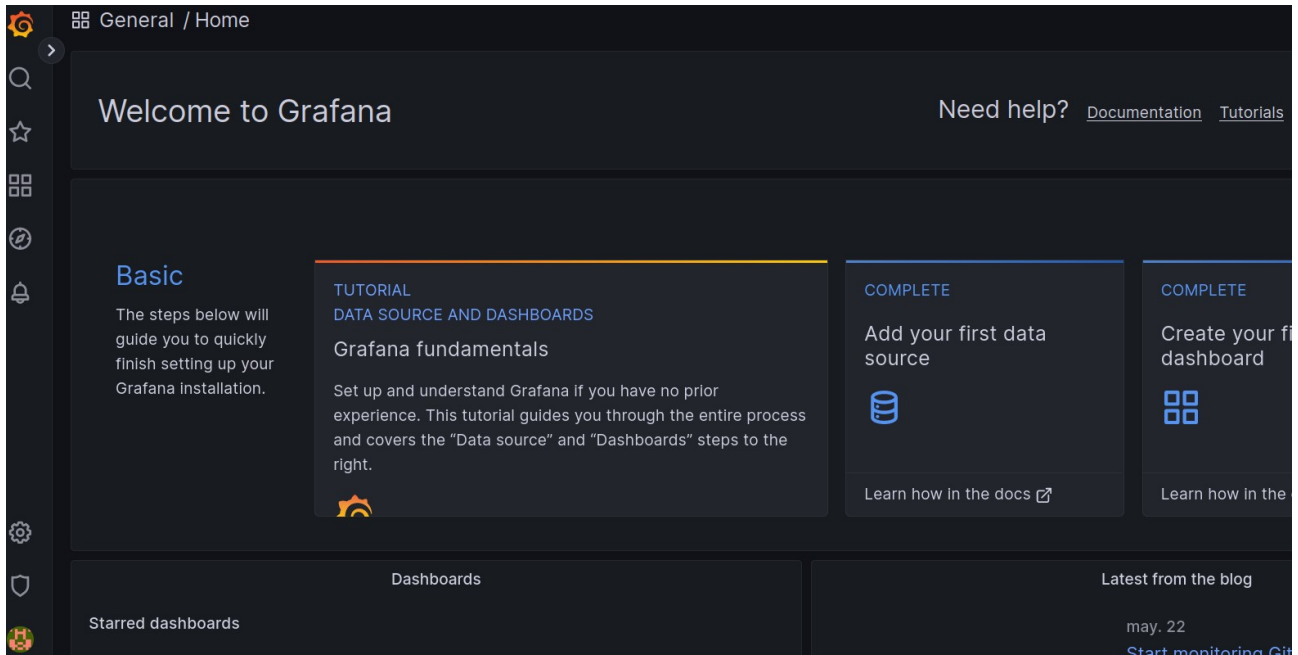 General / Home
Welcome to Grafana
Need help? Documentation Tutorials
Basic
The steps below will
guide you to quickly
finish setting up your
Grafana installation.
TUTORIAL
DATA SOURCE AND DASHBOARDS
Grafana fundamentals
Set up and understand Grafana if you have no prior
experience. This tutorial guides you through the entire process
and covers the “Data source” and “Dashboards” steps to the
right.
COMPLETE
Add your first data
source
Learn how in the docs
COMPLETE
Create your fi
dashboard
Learn how in the
Dashboards
Starred dashboards
Latest from the blog
may. 22
Start monitoring Git